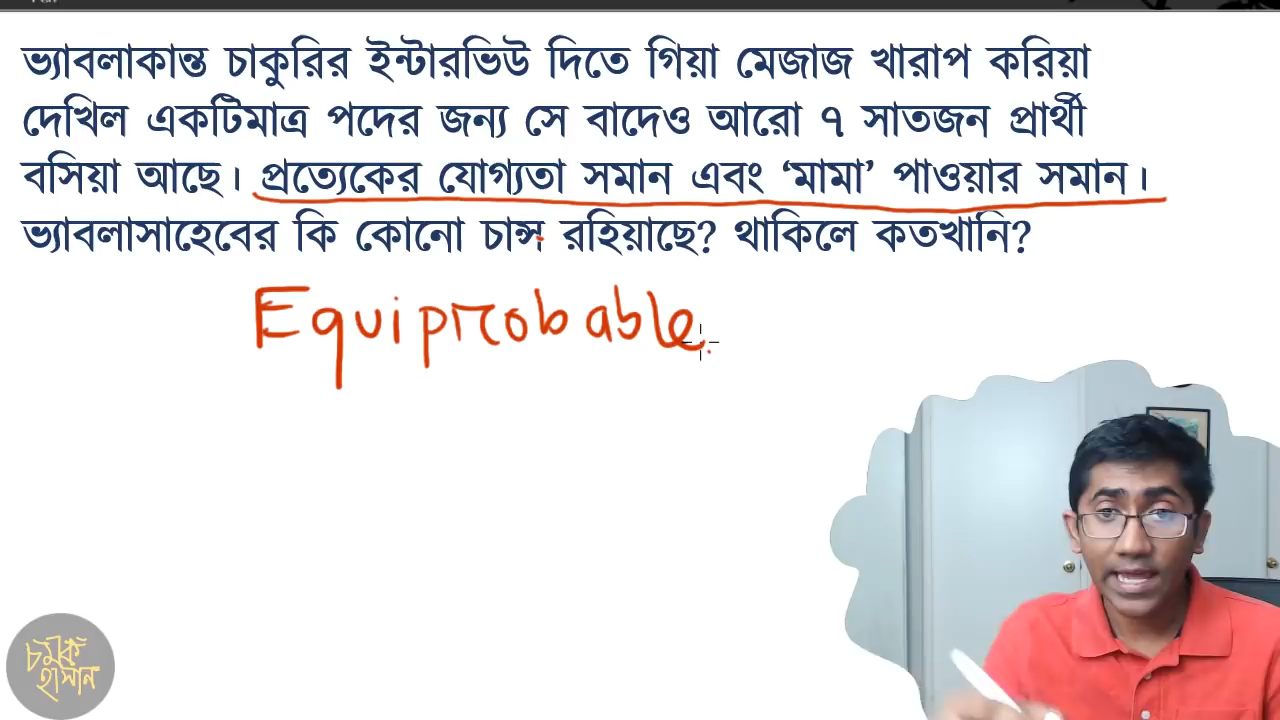 ভ্যাবলাকান্ত চাকুরির ইন্টারভিউ দিতে গিয়া মেজাজ খারাপ করিয়া
দেখিল একটিমাত্র পদের জন্য সে বাদেও আরো ৭ সাতজন প্রার্থী
বসিয়া আছে। প্রত্যেকের যোগ্যতা সমান এবং ‘মামা’ পাওয়ার সমান।
ভ্যাবলাসাহেবের কি কোনো চান্স রহিয়াছে? থাকিলে কতখানি?
Equiprobable
চমক
হাসান